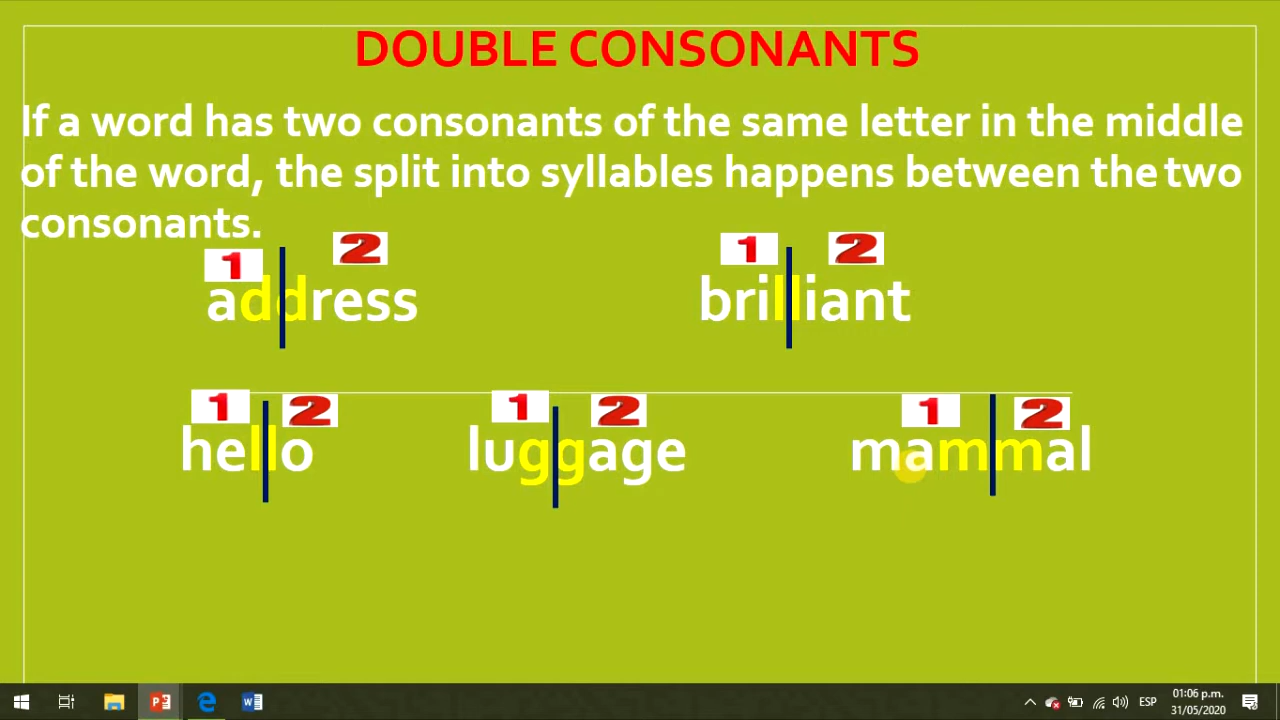 DOUBLE CONSONANTS
If a word has two consonants of the same letter in the middle
of the word, the split into syllables happens between the two
consonants.
1 2 1 2
address brilliant
1 2 1 2 1 2
hello luggage mammal
ESP
01:06 p.m.
31/05/2020